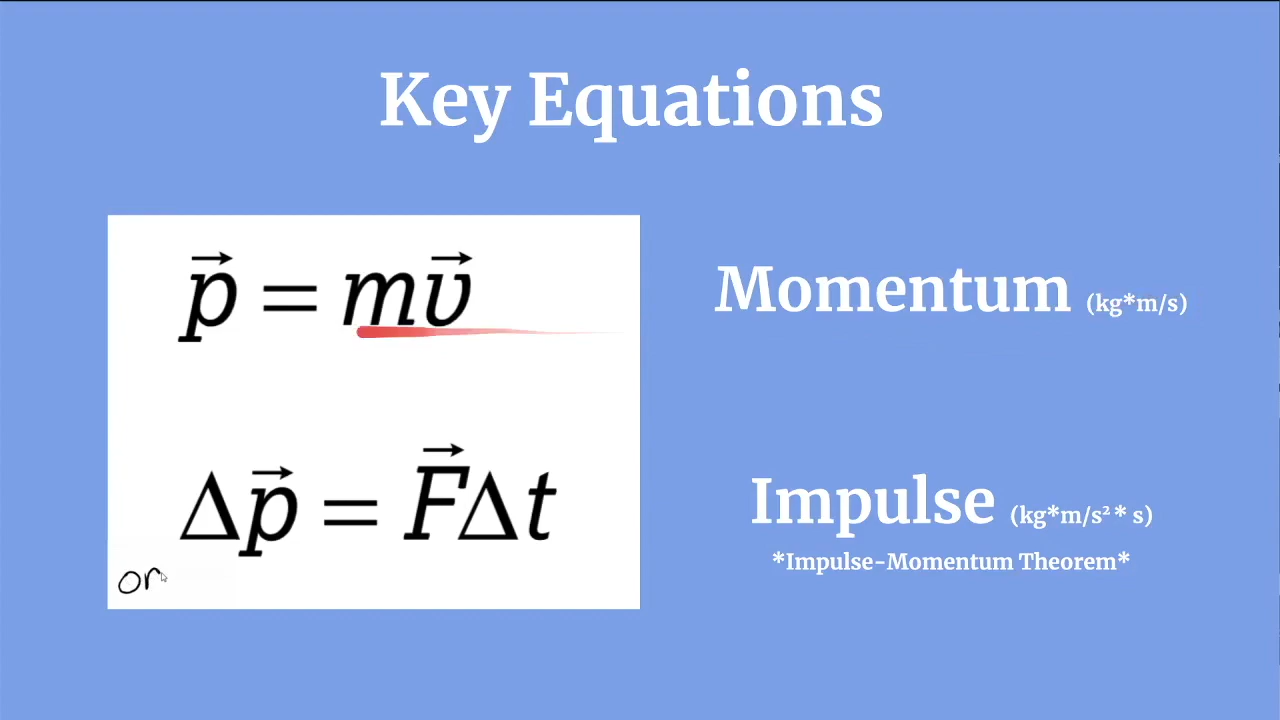 Key Equations
p⃗ = mv⃗
Momentum (kg*m/s)
Δp⃗ = F⃗Δt
Impulse (kg*m/s² * s)
*Impulse-Momentum Theorem*
or